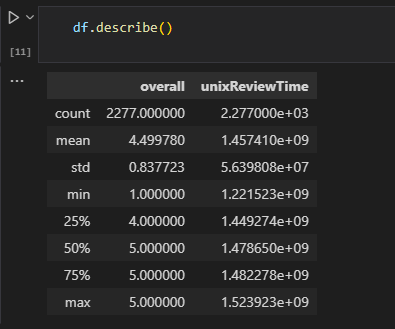 df.describe()
[11]
...
overall unixReviewTime
count 2277.000000 2.277000e+03
mean 4.499780 1.457410e+09
std 0.837723 5.639808e+07
min 1.000000 1.221523e+09
25% 4.000000 1.449274e+09
50% 5.000000 1.478650e+09
75% 5.000000 1.482278e+09
max 5.000000 1.523923e+09